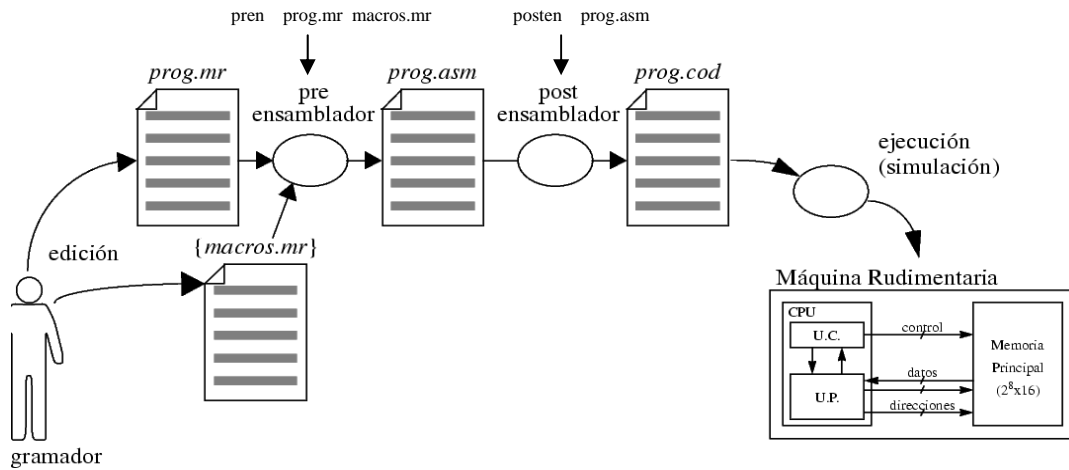 pren prog.mr macros.mr
posten prog.asm
prog.mr
pre
ensamblador
prog.asm
post
ensamblador
prog.cod
ejecución
(simulación)
edición
{macros.mr}
gramador
Máquina Rudimentaria
CPU
U.C.
U.P.
control
datos
direcciones
Memoria
Principal
(2⁸x16)